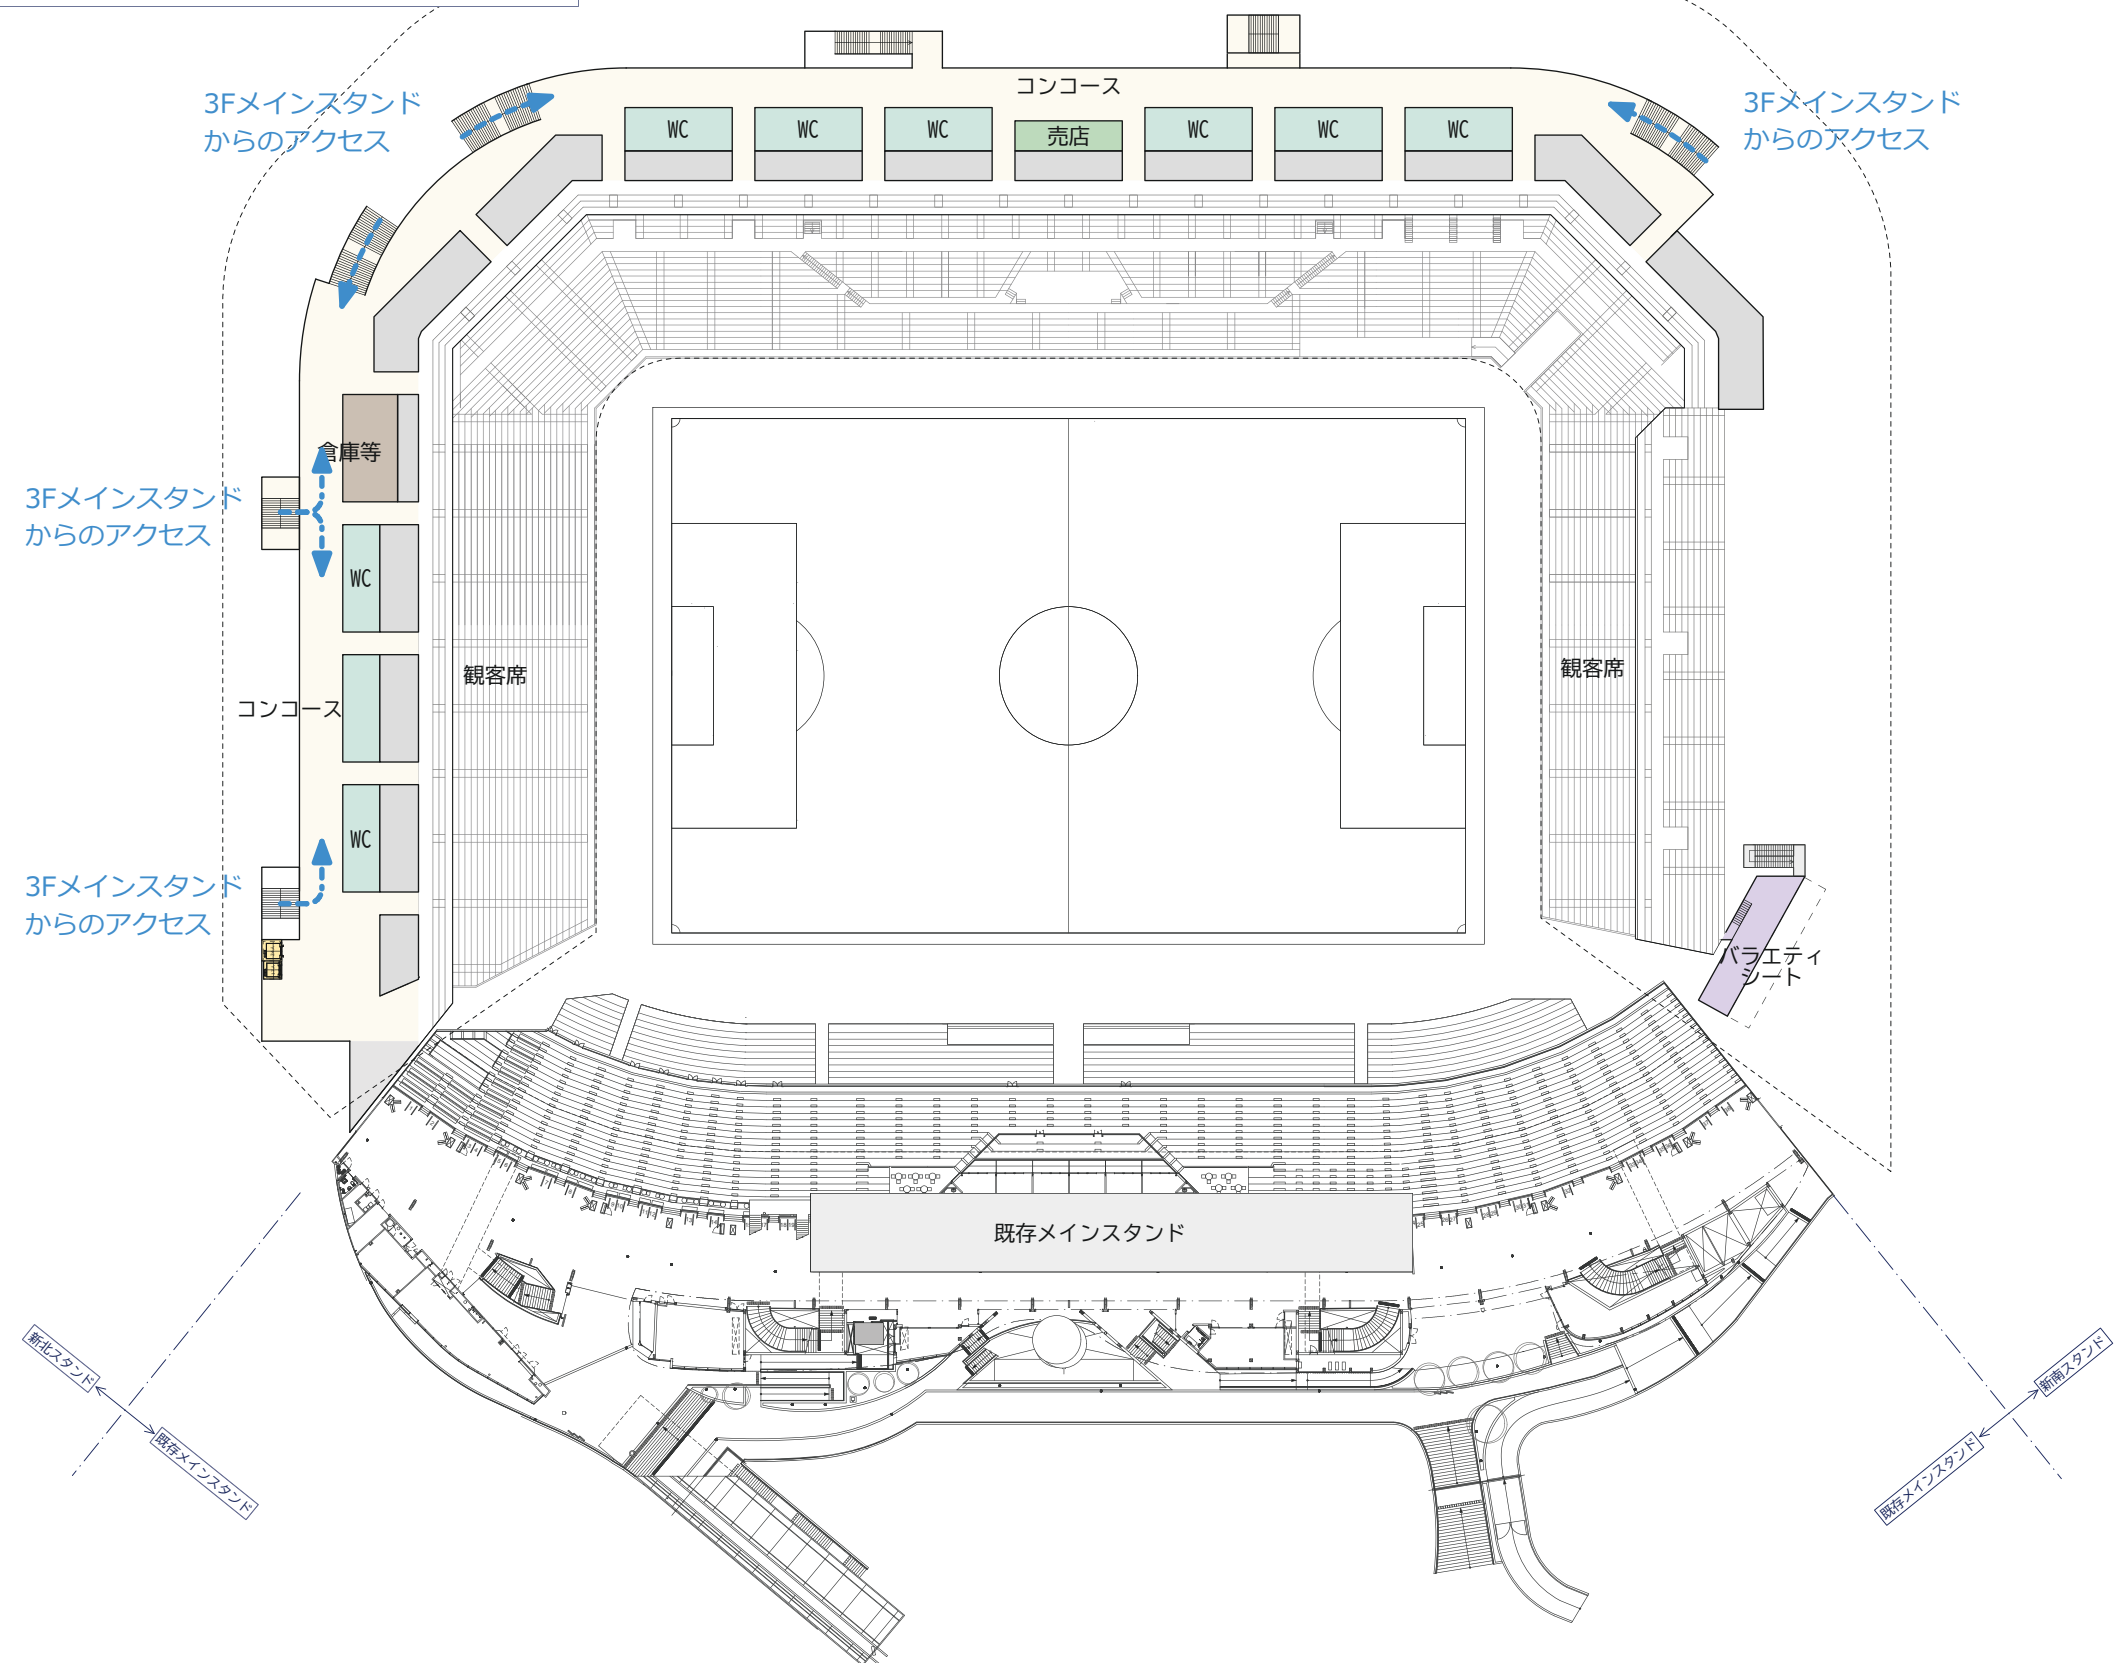 コンコース
3Fメインスタンド
からのアクセス
3Fメインスタンド
からのアクセス
WC
WC
WC
売店
WC
WC
WC
倉庫等
3Fメインスタンド
からのアクセス
WC
観客席
観客席
コンコース
WC
3Fメインスタンド
からのアクセス
バラエティ
シート
既存メインスタンド
新北スタンド
既存メインスタンド
新南スタンド
既存メインスタンド